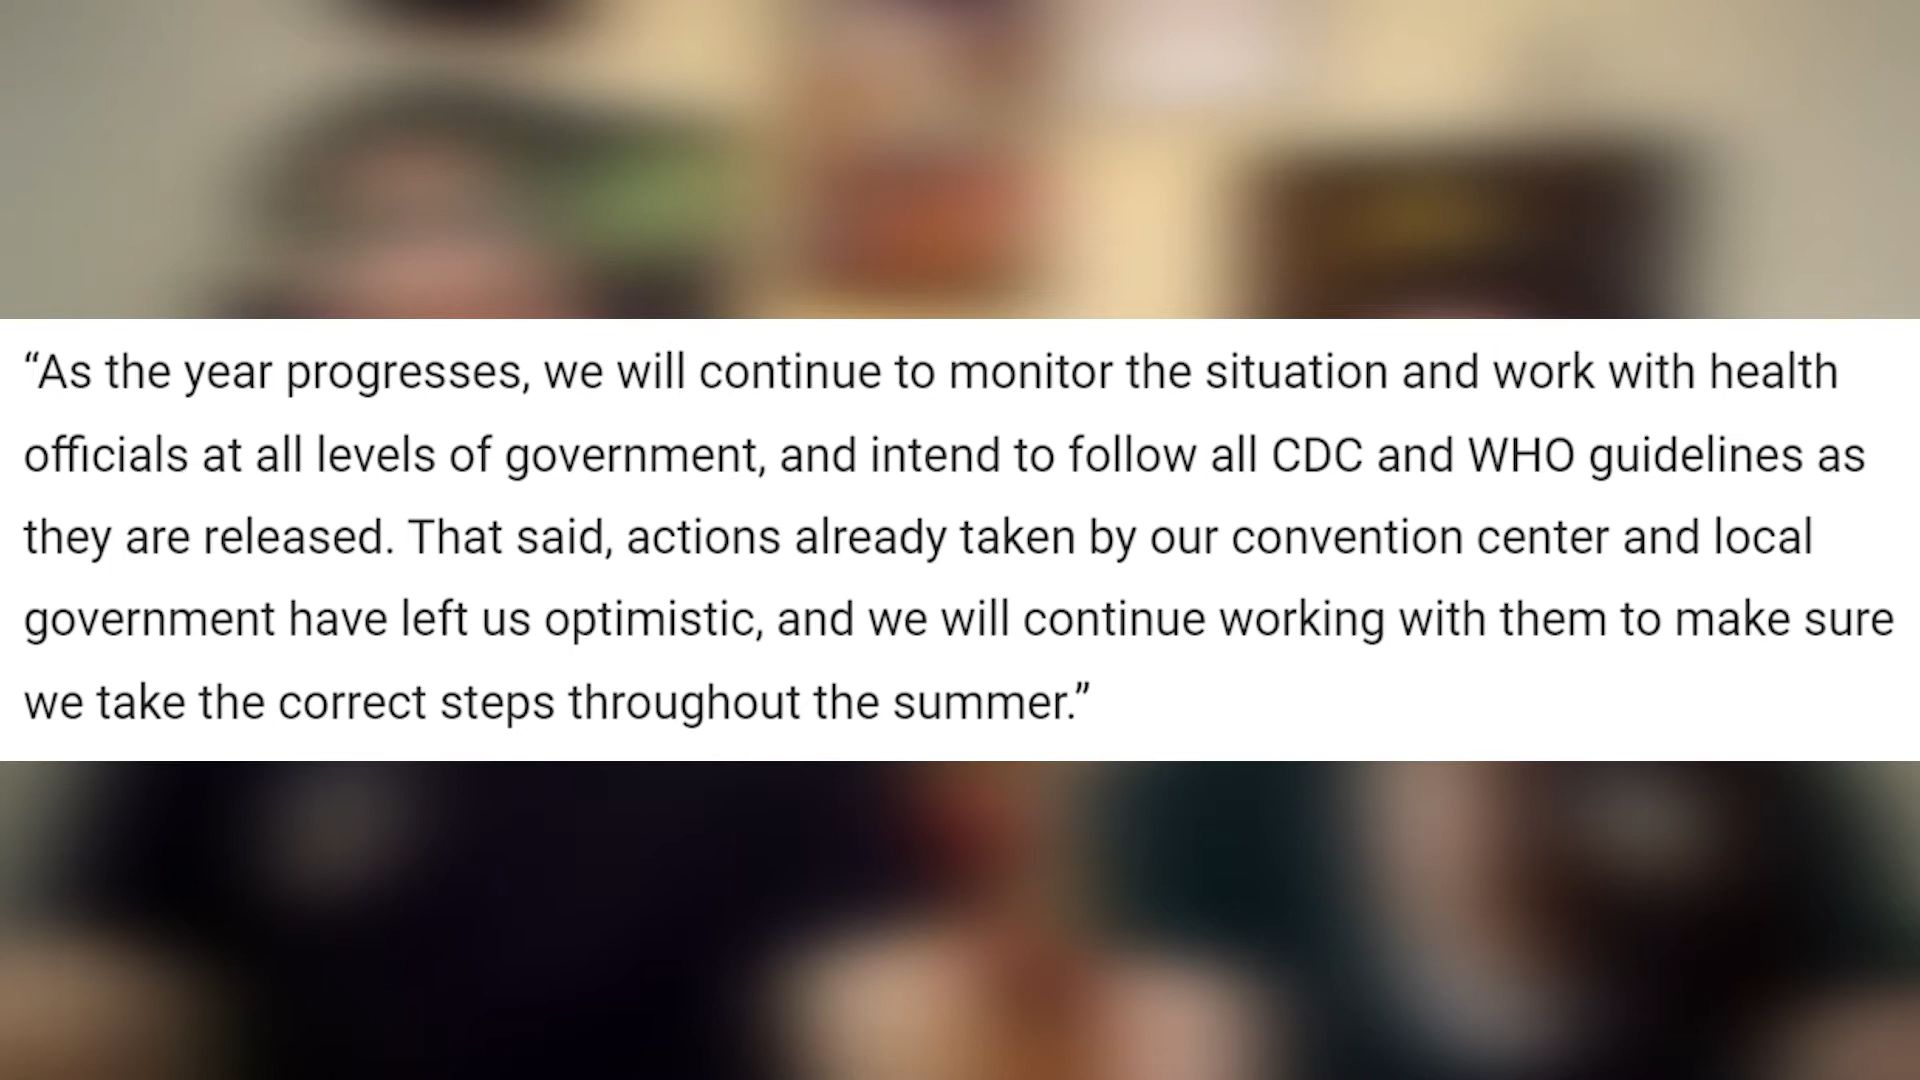 “As the year progresses, we will continue to monitor the situation and work with health
officials at all levels of government, and intend to follow all CDC and WHO guidelines as
they are released. That said, actions already taken by our convention center and local
government have left us optimistic, and we will continue working with them to make sure
we take the correct steps throughout the summer.”